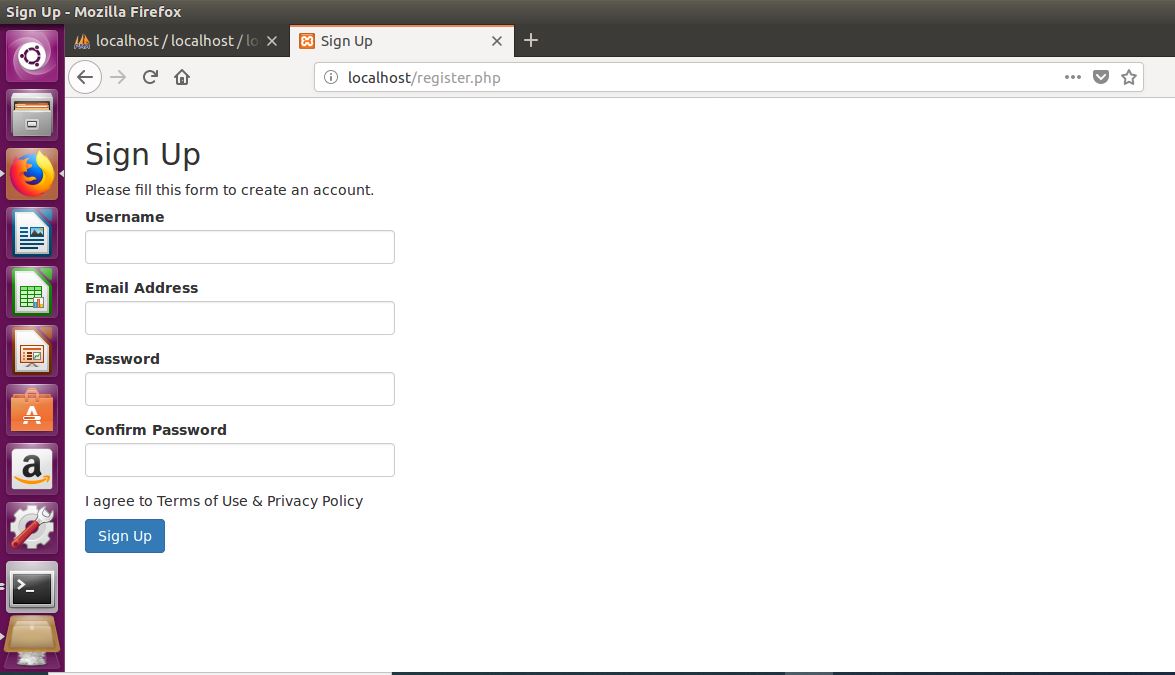 Sign Up - Mozilla Firefox
localhost / localhost / lo
Sign Up
localhost/register.php
Sign Up
Please fill this form to create an account.
Username
Email Address
Password
Confirm Password
I agree to Terms of Use & Privacy Policy
Sign Up